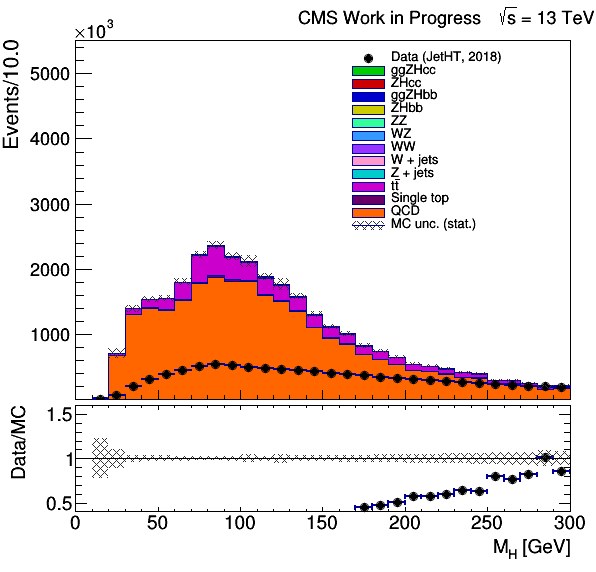 CMS Work in Progress √s = 13 TeV
×10³
Events/10.0
5000
4000
3000
2000
1000
Data (JetHT, 2018)
ggZHcc
ZHcc
ggZHbb
ZHbb
ZZ
WZ
WW
W + jets
Z + jets
tt̄
Single top
QCD
MC unc. (stat.)
Data/MC
1.5
1
0.5
0 50 100 150 200 250 300
M_H [GeV]